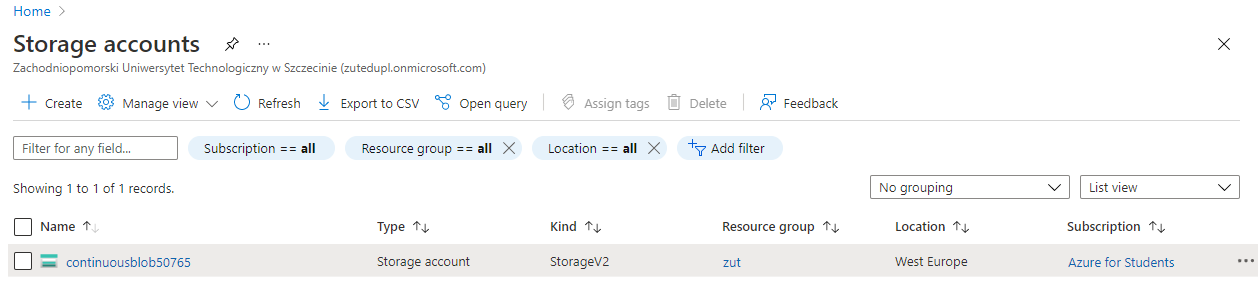 Home
Storage accounts
Zachodniopomorski Uniwersytet Technologiczny w Szczecinie (zutedupl.onmicrosoft.com)
Create Manage view Refresh Export to CSV Open query Assign tags Delete Feedback
Filter for any field... Subscription == all Resource group == all Location == all Add filter
Showing 1 to 1 of 1 records. No grouping List view
Name Type Kind Resource group Location Subscription
continuousblob50765 Storage account StorageV2 zut West Europe Azure for Students